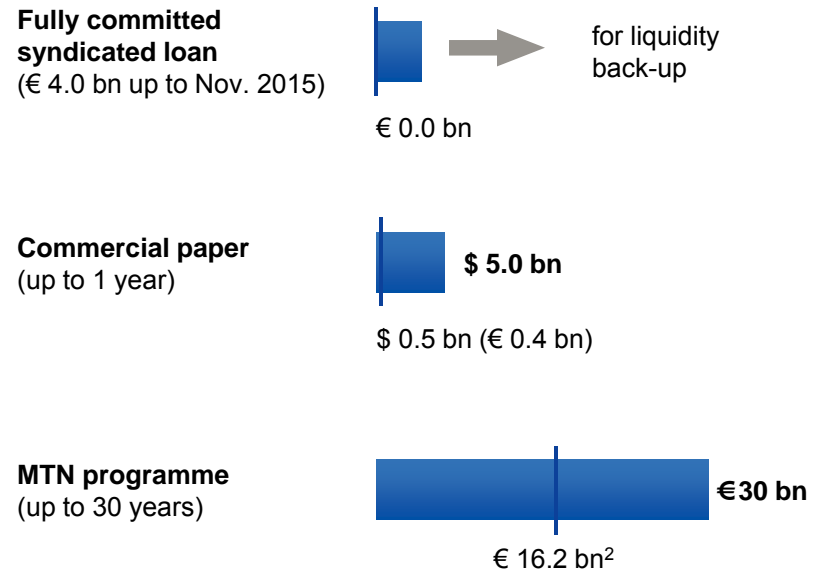 Fully committed
syndicated loan
(€ 4.0 bn up to Nov. 2015)
for liquidity
back-up
€ 0.0 bn
Commercial paper
(up to 1 year)
$ 5.0 bn
$ 0.5 bn (€ 0.4 bn)
MTN programme
(up to 30 years)
€30 bn
€ 16.2 bn²